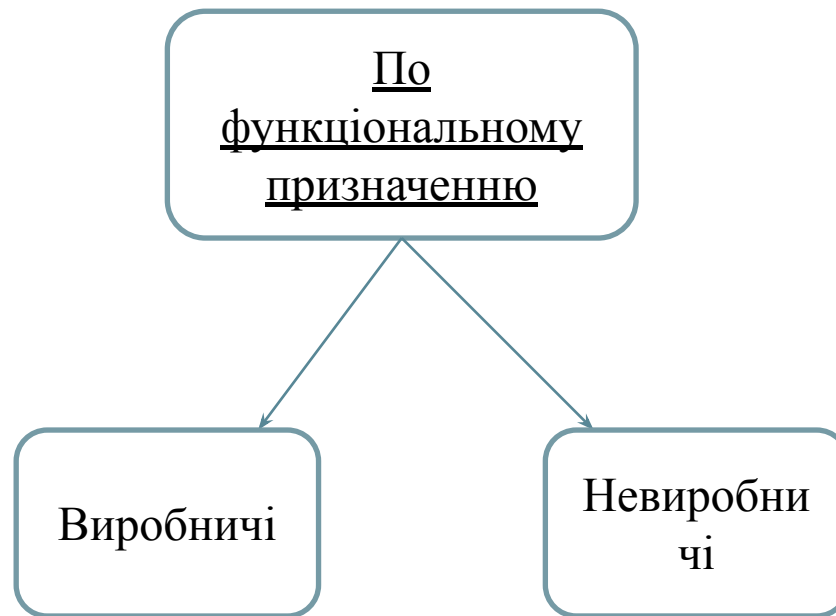 По
функціональному
призначенню
Виробничі
Невиробни
чі